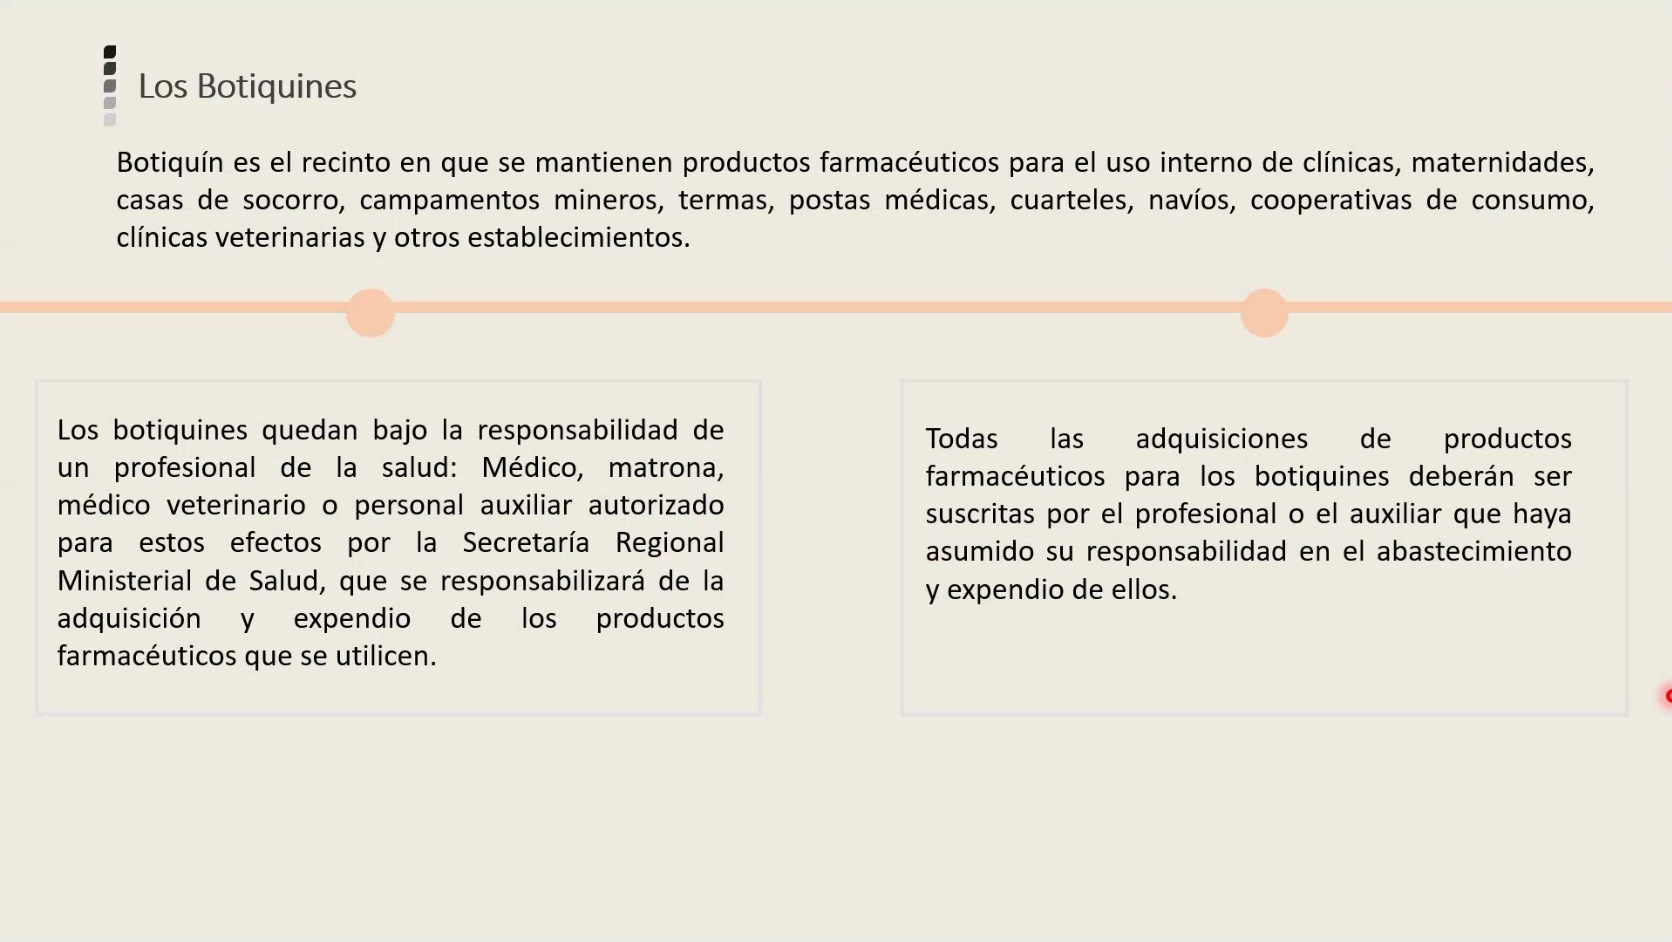 Los Botiquines
Botiquín es el recinto en que se mantienen productos farmacéuticos para el uso interno de clínicas, maternidades,
casas de socorro, campamentos mineros, termas, postas médicas, cuarteles, navíos, cooperativas de consumo,
clínicas veterinarias y otros establecimientos.
Los botiquines quedan bajo la responsabilidad de
un profesional de la salud: Médico, matrona,
médico veterinario o personal auxiliar autorizado
para estos efectos por la Secretaría Regional
Ministerial de Salud, que se responsabilizará de la
adquisición y expendio de los productos
farmacéuticos que se utilicen.
Todas las adquisiciones de productos
farmacéuticos para los botiquines deberán ser
suscritas por el profesional o el auxiliar que haya
asumido su responsabilidad en el abastecimiento
y expendio de ellos.